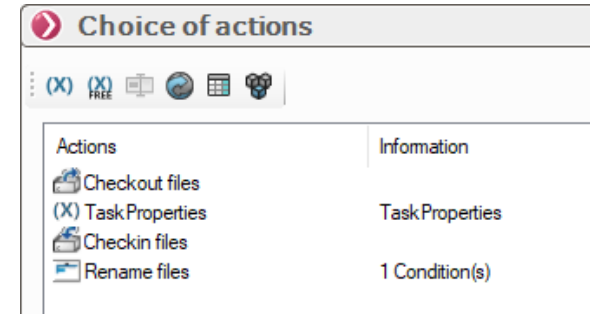 Choice of actions
(X) (X) FREE
Actions Information
Checkout files
(X) TaskProperties TaskProperties
Checkin files
Rename files 1 Condition(s)